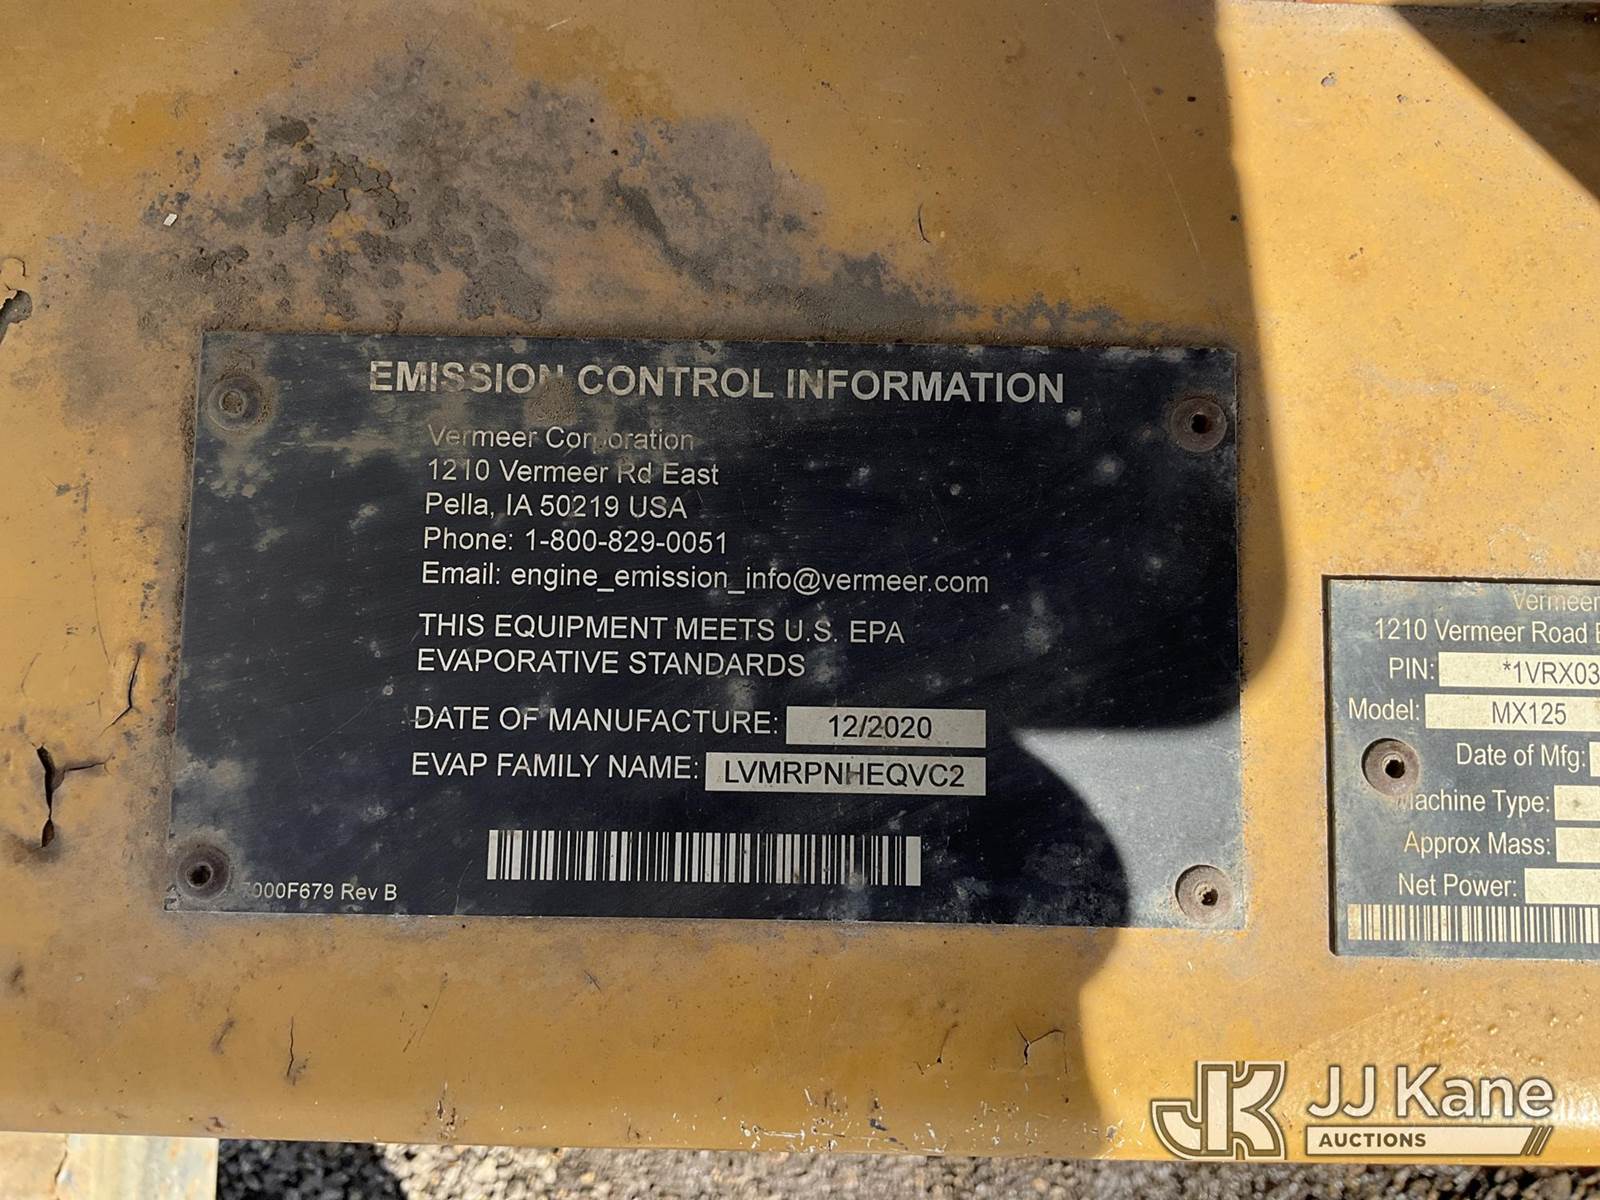 EMISSION CONTROL INFORMATION
Vermeer Corporation
1210 Vermeer Rd East
Pella, IA 50219 USA
Phone: 1-800-829-0051
Email: engine_emission_info@vermeer.com
THIS EQUIPMENT MEETS U.S. EPA
EVAPORATIVE STANDARDS
DATE OF MANUFACTURE: 12/2020
EVAP FAMILY NAME: LVMRPNHEQVC2
7000F679 Rev B
Vermeer
1210 Vermeer Road
PIN: *1VRX03
Model: MX125
Date of Mfg:
Machine Type:
Approx Mass:
Net Power:
JK JJ Kane
AUCTIONS